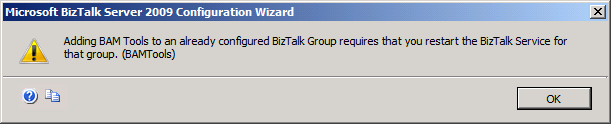 Microsoft BizTalk Server 2009 Configuration Wizard
Adding BAM Tools to an already configured BizTalk Group requires that you restart the BizTalk Service for
that group. (BAMTools)
OK